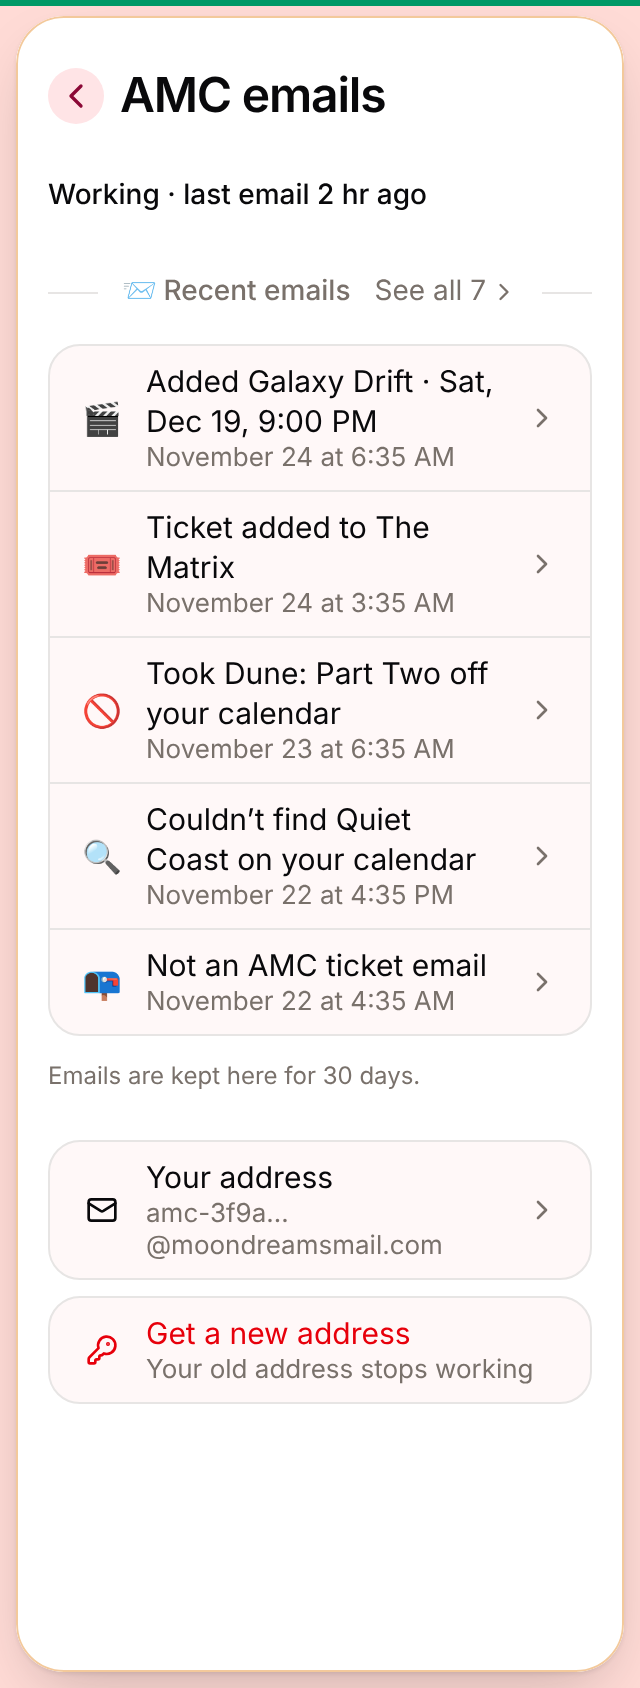 AMC emails
Working · last email 2 hr ago
Recent emails See all 7
Added Galaxy Drift · Sat,
Dec 19, 9:00 PM
November 24 at 6:35 AM
Ticket added to The
Matrix
November 24 at 3:35 AM
Took Dune: Part Two off
your calendar
November 23 at 6:35 AM
Couldn’t find Quiet
Coast on your calendar
November 22 at 4:35 PM
Not an AMC ticket email
November 22 at 4:35 AM
Emails are kept here for 30 days.
Your address
amc-3f9a…
@moondreamsmail.com
Get a new address
Your old address stops working